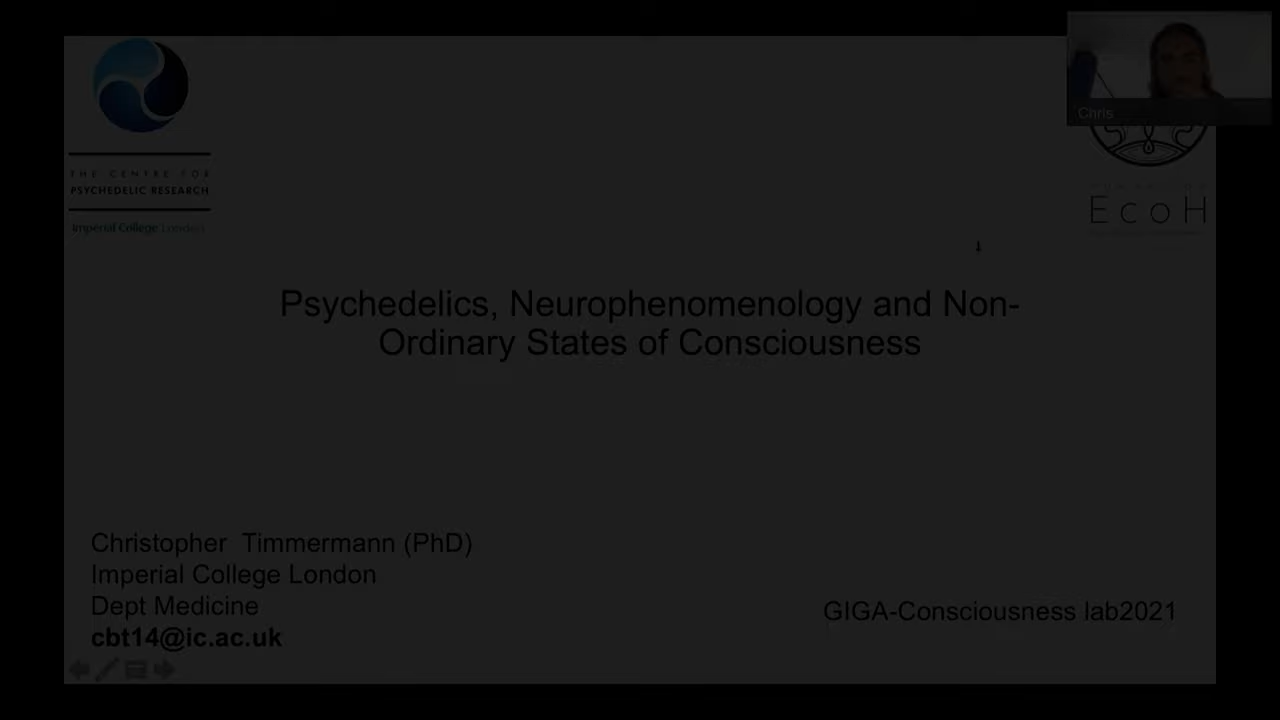 Chris
THE CENTRE FOR
PSYCHEDELIC RESEARCH
Imperial College London
EcoH
Psychedelics, Neurophenomenology and Non-
Ordinary States of Consciousness
Christopher  Timmermann (PhD)
Imperial College London
Dept Medicine
cbt14@ic.ac.uk
GIGA-Consciousness lab2021